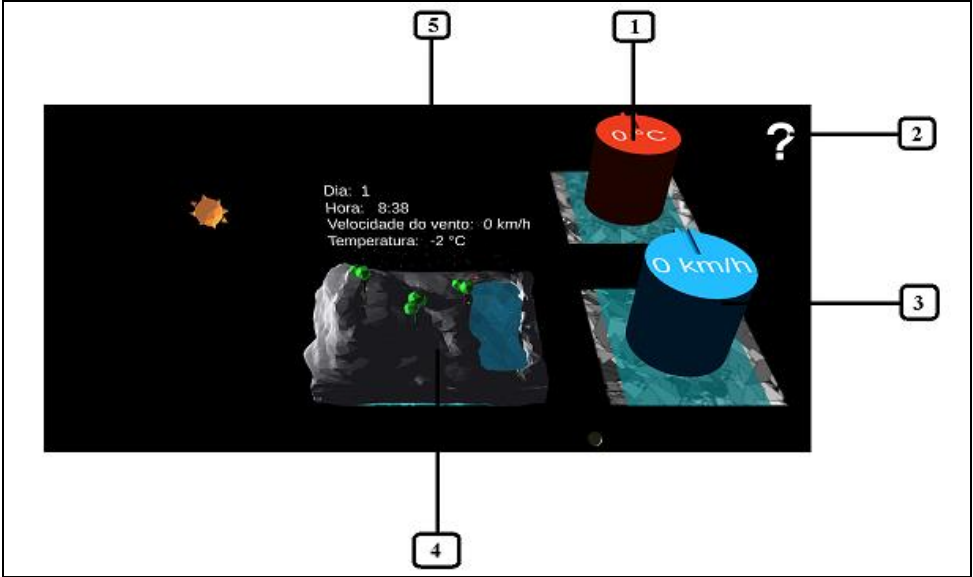 5
1
0 °C
?
2
Dia: 1
Hora: 8:38
Velocidade do vento: 0 km/h
Temperatura: -2 °C
0 km/h
3
4